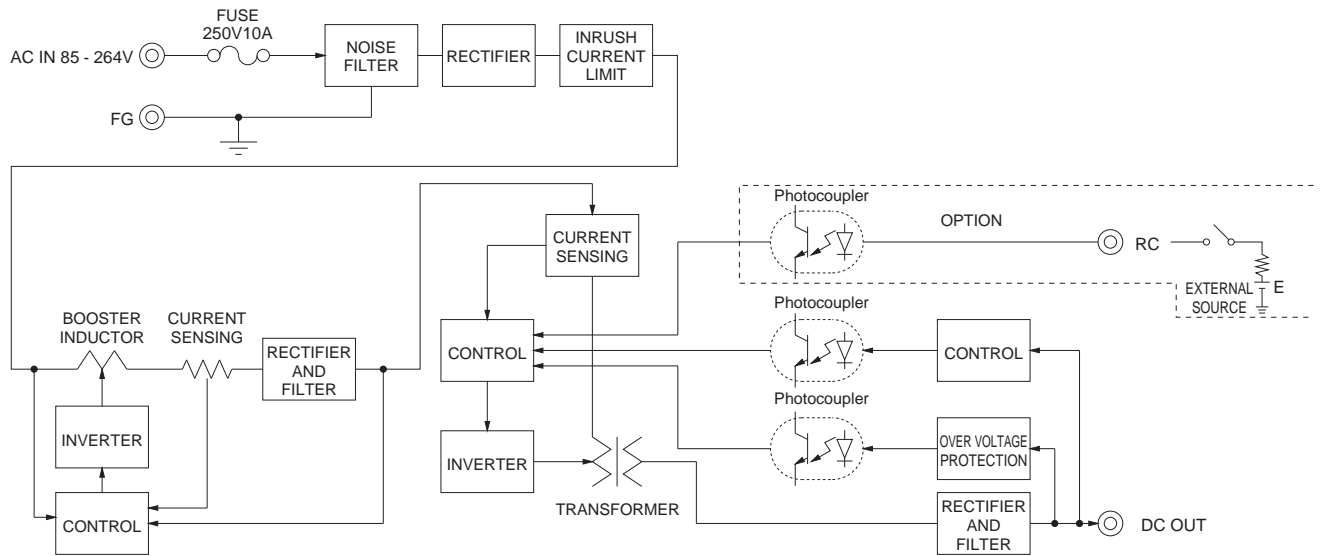 FUSE
250V10A
AC IN 85 - 264V
NOISE
FILTER
RECTIFIER
INRUSH
CURRENT
LIMIT
FG
Photocoupler
OPTION
RC
EXTERNAL
SOURCE
E
CURRENT
SENSING
BOOSTER
INDUCTOR
CURRENT
SENSING
RECTIFIER
AND
FILTER
CONTROL
Photocoupler
CONTROL
Photocoupler
INVERTER
INVERTER
OVER VOLTAGE
PROTECTION
TRANSFORMER
CONTROL
RECTIFIER
AND
FILTER
DC OUT